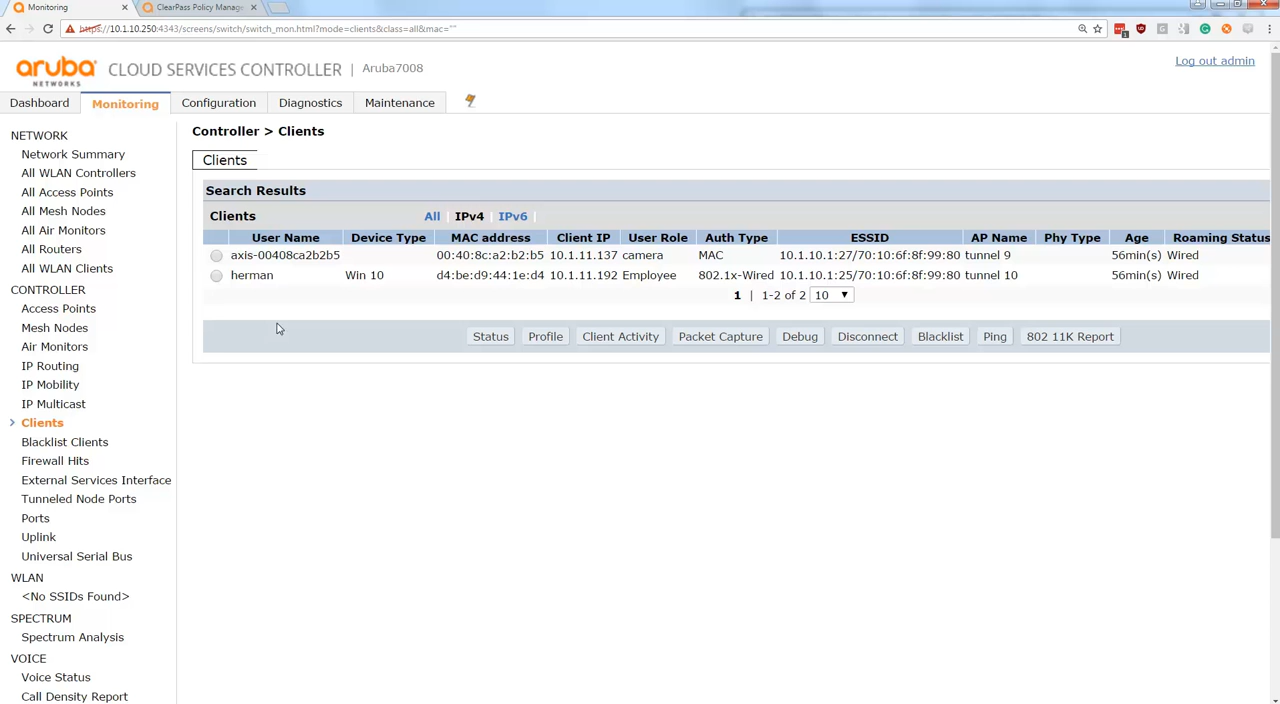 Monitoring
ClearPass Policy Manag
https://10.1.10.250:4343/screens/switch/switch_mon.html?mode=clients&class=all&mac=""
aruba NETWORKS CLOUD SERVICES CONTROLLER | Aruba7008
Log out admin
Dashboard Monitoring Configuration Diagnostics Maintenance
NETWORK
Network Summary
All WLAN Controllers
All Access Points
All Mesh Nodes
All Air Monitors
All Routers
All WLAN Clients
CONTROLLER
Access Points
Mesh Nodes
Air Monitors
IP Routing
IP Mobility
IP Multicast
Clients
Blacklist Clients
Firewall Hits
External Services Interface
Tunneled Node Ports
Ports
Uplink
Universal Serial Bus
WLAN
<No SSIDs Found>
SPECTRUM
Spectrum Analysis
VOICE
Voice Status
Call Density Report
Controller > Clients
Clients
Search Results
Clients All | IPv4 | IPv6 |
User Name Device Type MAC address Client IP User Role Auth Type ESSID AP Name Phy Type Age Roaming Status
axis-00408ca2b2b5 00:40:8c:a2:b2:b5 10.1.11.137 camera MAC 10.1.10.1:27/70:10:6f:8f:99:80 tunnel 9 56min(s) Wired
herman Win 10 d4:be:d9:44:1e:d4 10.1.11.192 Employee 802.1x-Wired 10.1.10.1:25/70:10:6f:8f:99:80 tunnel 10 56min(s) Wired
1 | 1-2 of 2 10
Status Profile Client Activity Packet Capture Debug Disconnect Blacklist Ping 802 11K Report